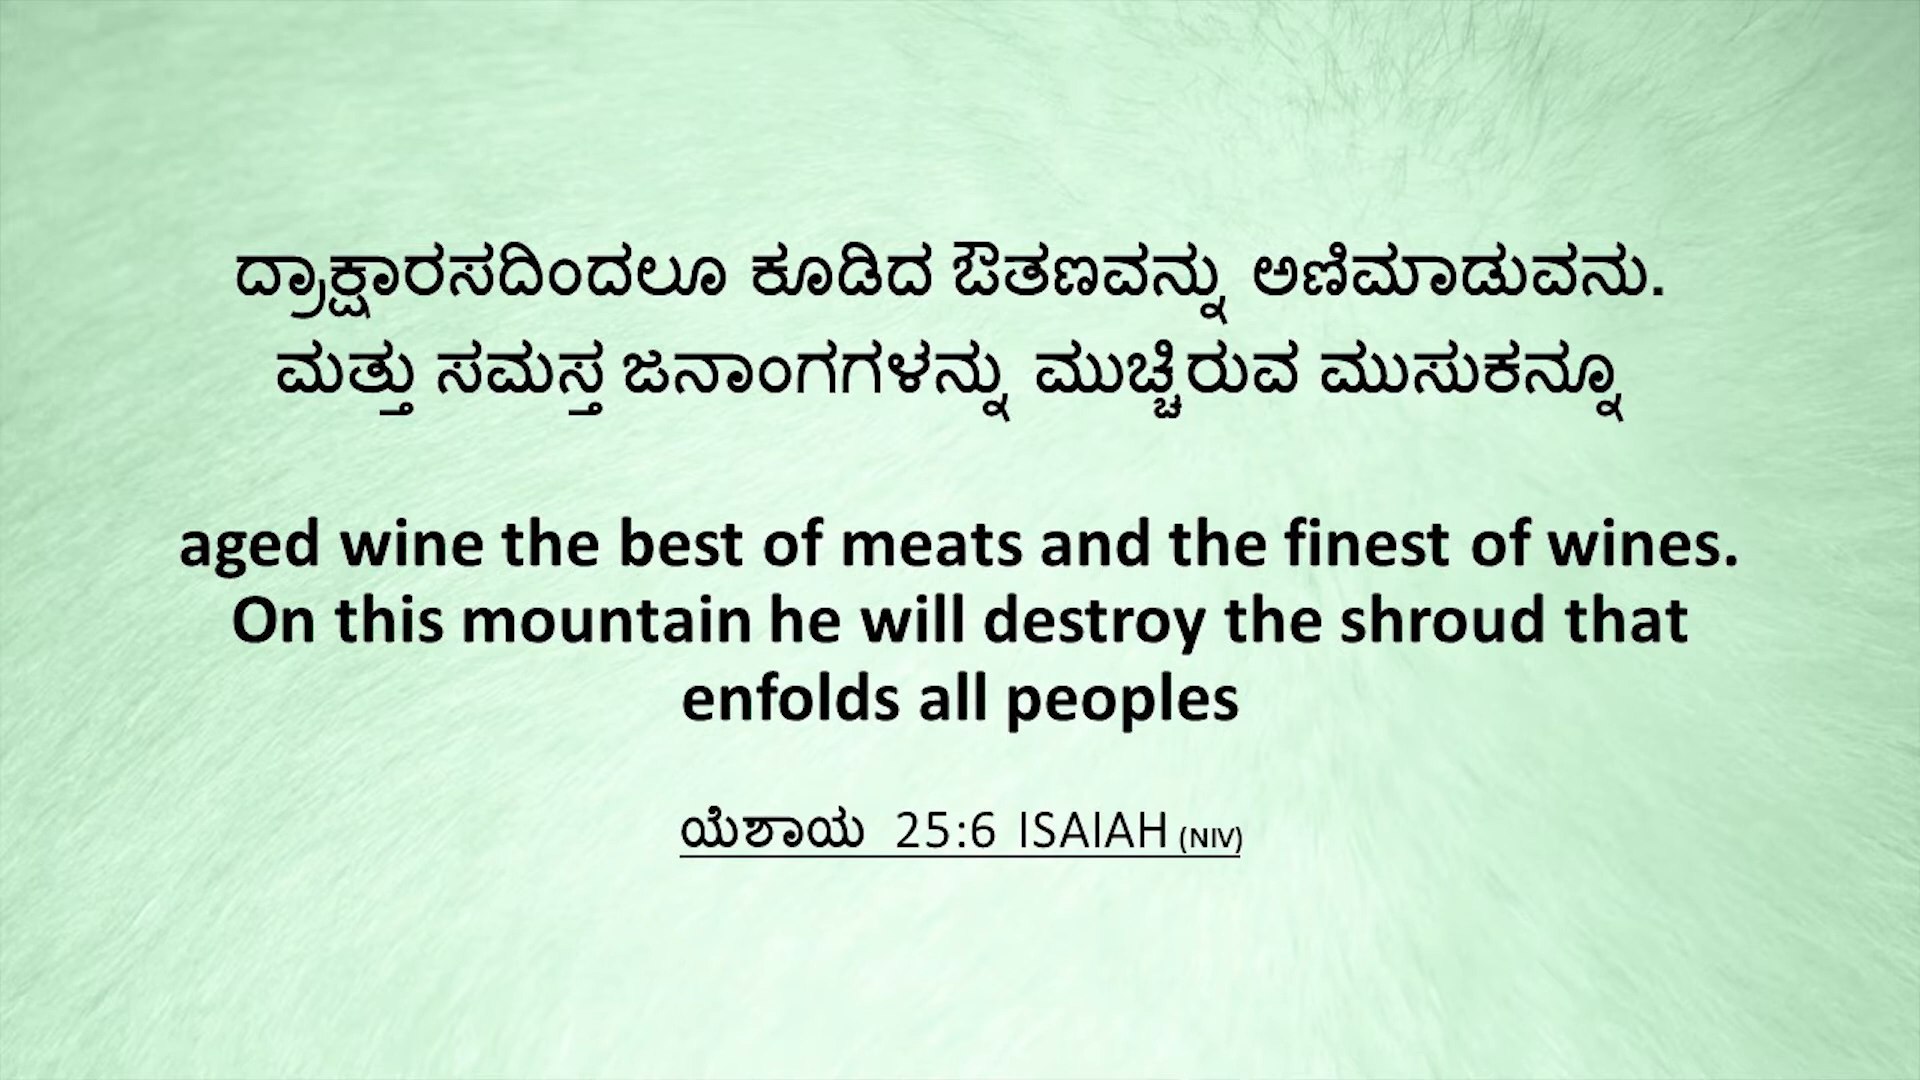 ದ್ರಾಕ್ಷಾರಸದಿಂದಲೂ ಕೂಡಿದ ಔತಣವನ್ನು ಅಣಿಮಾಡುವನು.
ಮತ್ತು ಸಮಸ್ತ ಜನಾಂಗಗಳನ್ನು ಮುಚ್ಚಿರುವ ಮುಸುಕನ್ನೂ
aged wine the best of meats and the finest of wines.
On this mountain he will destroy the shroud that
enfolds all peoples
ಯೆಶಾಯ 25:6 ISAIAH (NIV)